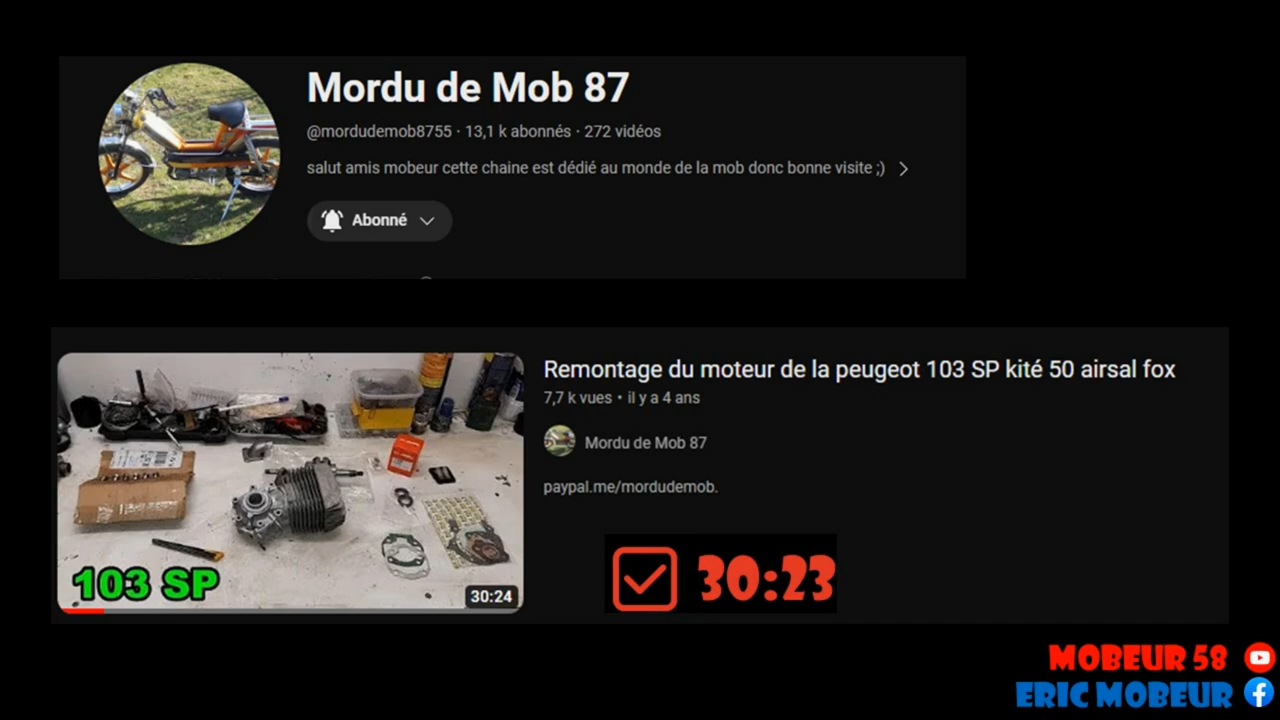 Mordu de Mob 87
@mordudemob8755 · 13,1 k abonnés · 272 vidéos
salut amis mobeur cette chaine est dédié au monde de la mob donc bonne visite ;)
Abonné
Remontage du moteur de la peugeot 103 SP kité 50 airsal fox
7,7 k vues • il y a 4 ans
Mordu de Mob 87
paypal.me/mordudemob.
103 SP
30:24
30:23
MOBEUR 58
ERIC MOBEUR